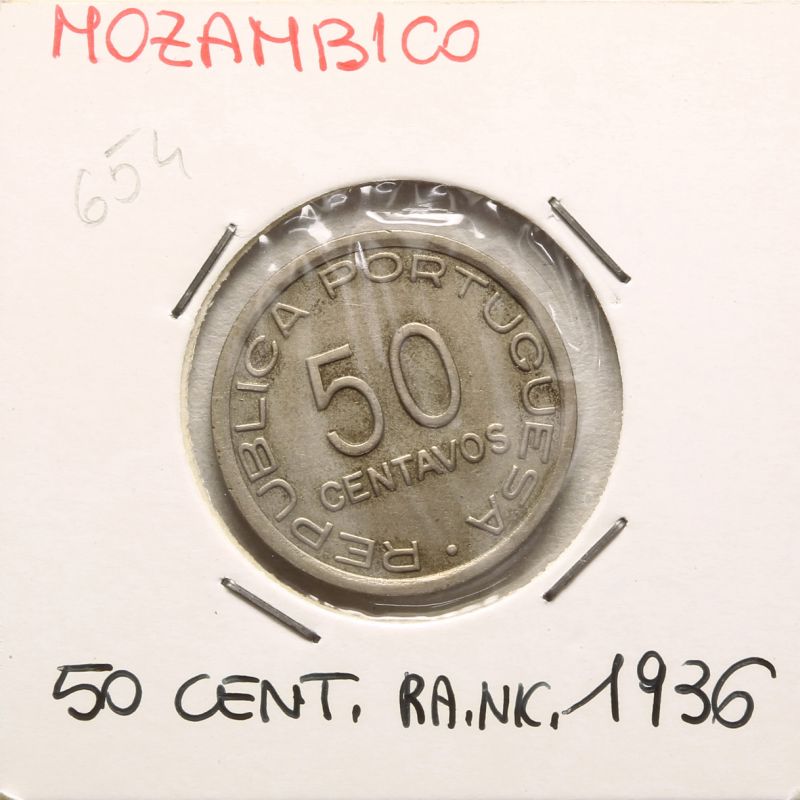 MOZAMBICO
654
REPUBLICA PORTUGUESA
50
CENTAVOS
50 CENT. RA.NK. 1936